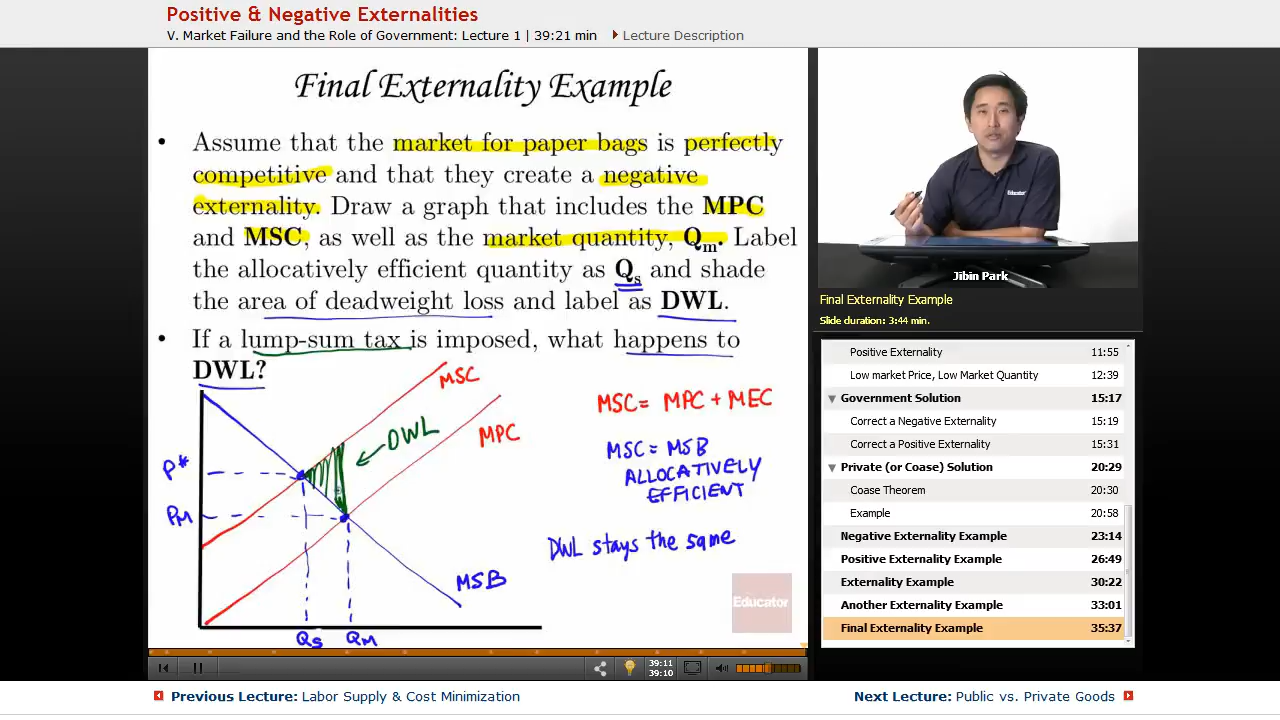 Positive & Negative Externalities
V. Market Failure and the Role of Government: Lecture 1 | 39:21 min
Lecture Description
Final Externality Example
• Assume that the market for paper bags is perfectly
competitive and that they create a negative
externality. Draw a graph that includes the MPC
and MSC, as well as the market quantity, Qm. Label
the allocatively efficient quantity as Qs and shade
the area of deadweight loss and label as DWL.
• If a lump-sum tax is imposed, what happens to
DWL?
MSC
MPC
DWL
P*
PM
MSB
Qs QM
MSC = MPC + MEC
MSC = MSB
ALLOCATIVELY
EFFICIENT
DWL stays the same
Educator
Educator
Jibin Park
Final Externality Example
Slide duration: 3:44 min.
Positive Externality 11:55
Low market Price, Low Market Quantity 12:39
Government Solution 15:17
Correct a Negative Externality 15:19
Correct a Positive Externality 15:31
Private (or Coase) Solution 20:29
Coase Theorem 20:30
Example 20:58
Negative Externality Example 23:14
Positive Externality Example 26:49
Externality Example 30:22
Another Externality Example 33:01
Final Externality Example 35:37
39:11
39:10
Previous Lecture: Labor Supply & Cost Minimization
Next Lecture: Public vs. Private Goods